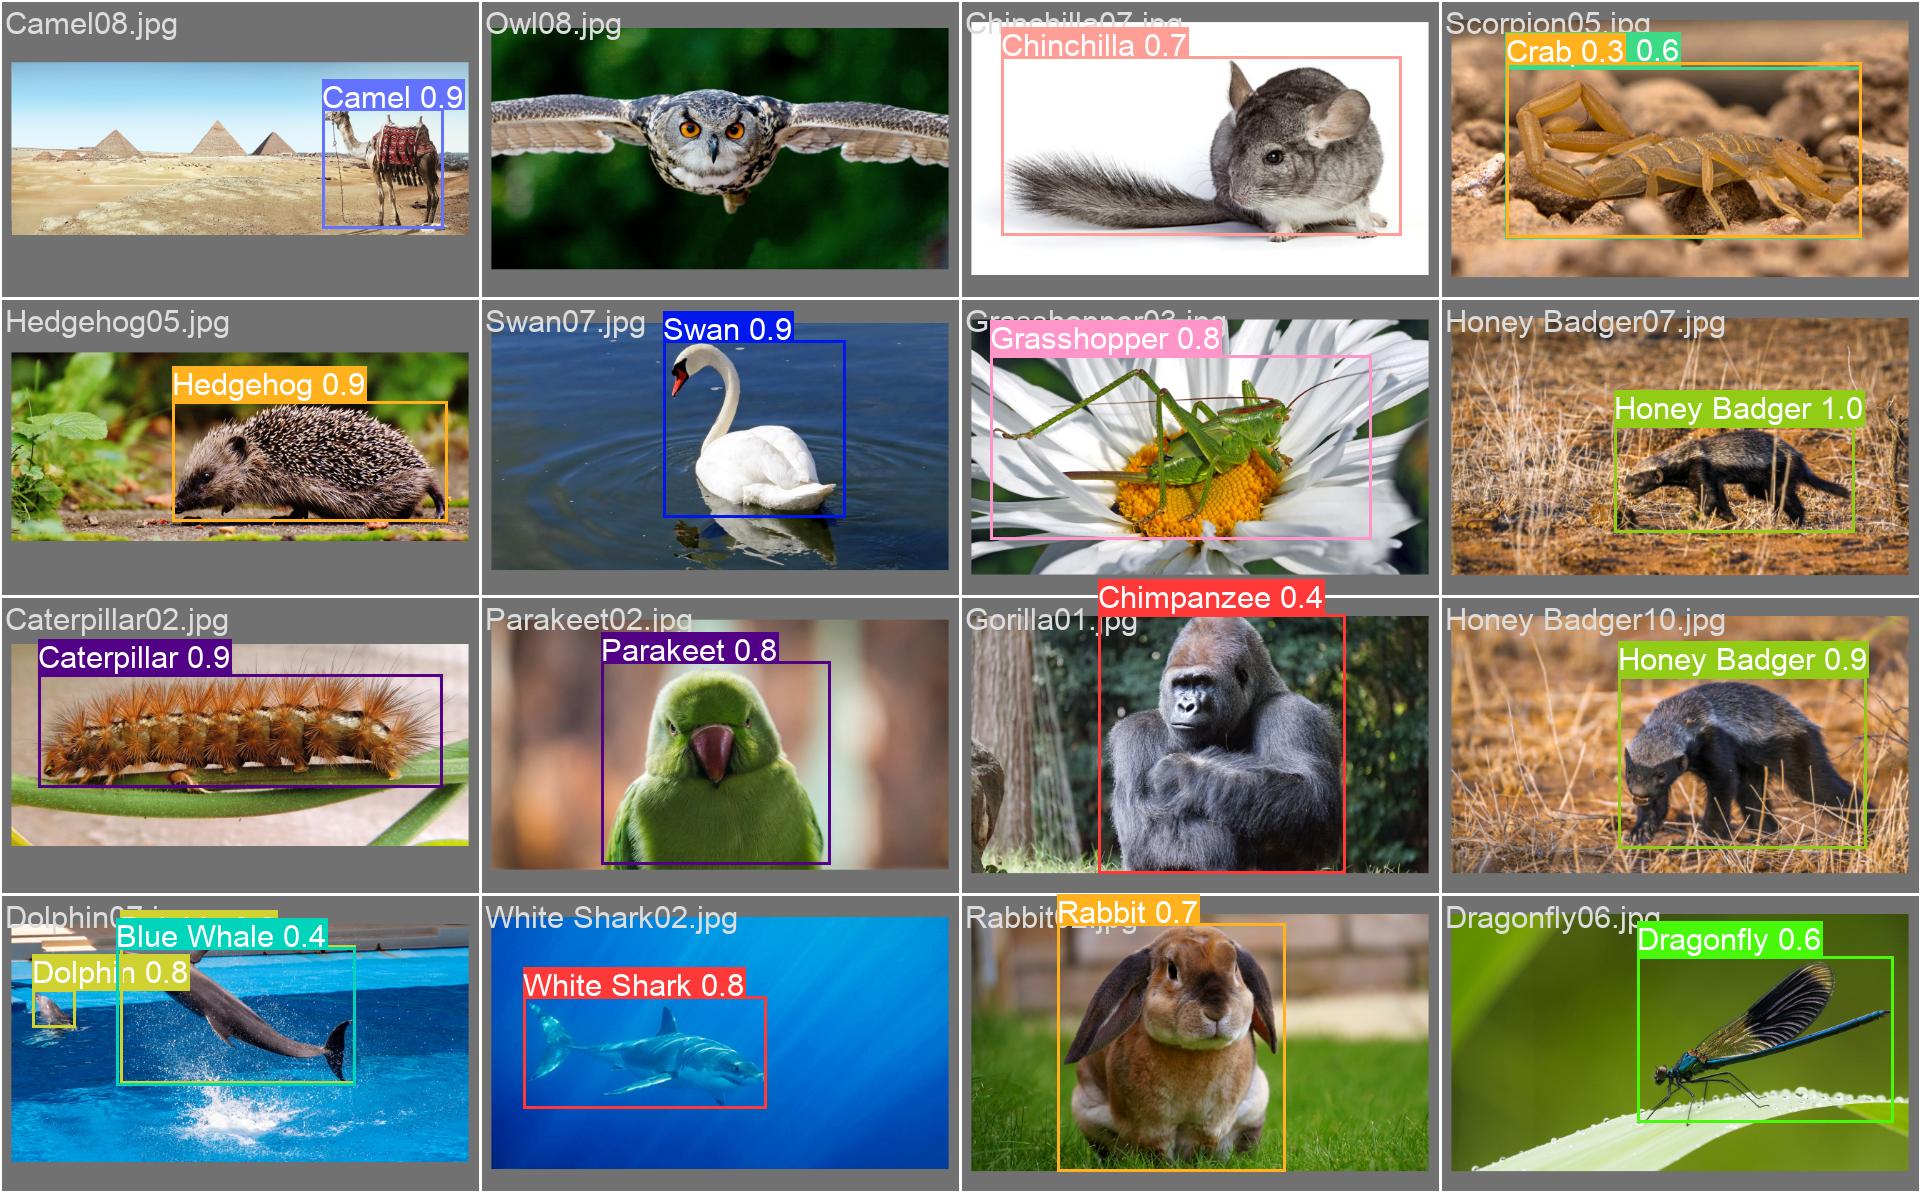 Camel08.jpg
Camel 0.9
Owl08.jpg
Chinchilla07.jpg
Chinchilla 0.7
Scorpion05.jpg
Crab 0.3
0.6
Hedgehog05.jpg
Hedgehog 0.9
Swan07.jpg
Swan 0.9
Grasshopper03.jpg
Grasshopper 0.8
Honey Badger07.jpg
Honey Badger 1.0
Caterpillar02.jpg
Caterpillar 0.9
Parakeet02.jpg
Parakeet 0.8
Gorilla01.jpg
Chimpanzee 0.4
Honey Badger10.jpg
Honey Badger 0.9
Dolphin07.jpg
Blue Whale 0.4
Dolphin 0.8
White Shark02.jpg
White Shark 0.8
Rabbit 0.7
Dragonfly06.jpg
Dragonfly 0.6